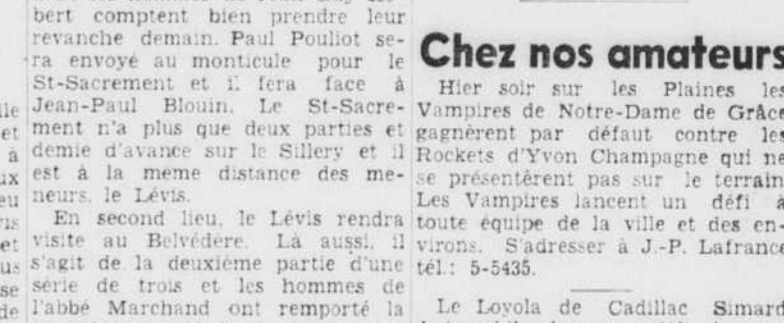 bert comptent bien prendre leur
revanche demain. Paul Pouliot se-
ra envoyé au monticule pour le
St-Sacrement et il fera face à
Jean-Paul Blouin. Le St-Sacre-
ment n'a plus que deux parties et
demie d'avance sur le Sillery et il
est à la même distance des me-
neurs, le Lévis.
En second lieu, le Lévis rendra
visite au Belvédère. Là aussi, il
s'agit de la deuxième partie d'une
série de trois et les hommes de
l'abbé Marchand ont remporté la
Chez nos amateurs
Hier soir sur les Plaines les
Vampires de Notre-Dame de Grâce
gagnèrent par défaut contre les
Rockets d'Yvon Champagne qui ne
se présentèrent pas sur le terrain.
Les Vampires lancent un défi à
toute équipe de la ville et des en-
virons. S'adresser à J.-P. Lafrance
tél.: 5-5435.
Le Loyola de Cadillac Simard